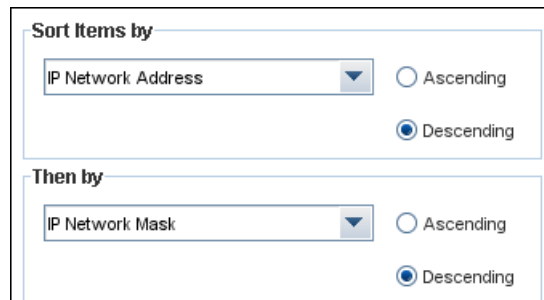 Sort Items by
IP Network Address
Ascending
Descending
Then by
IP Network Mask
Ascending
Descending